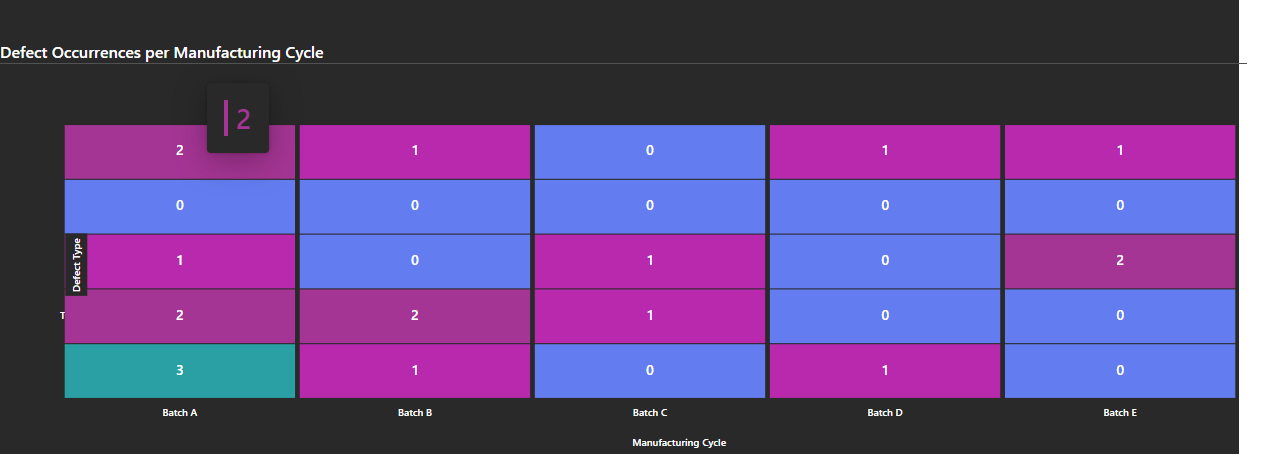 Defect Occurrences per Manufacturing Cycle
2
2 1 0 1 1
0 0 0 0 0
Defect Type
1 0 1 0 2
T
2 2 1 0 0
3 1 0 1 0
Batch A Batch B Batch C Batch D Batch E
Manufacturing Cycle